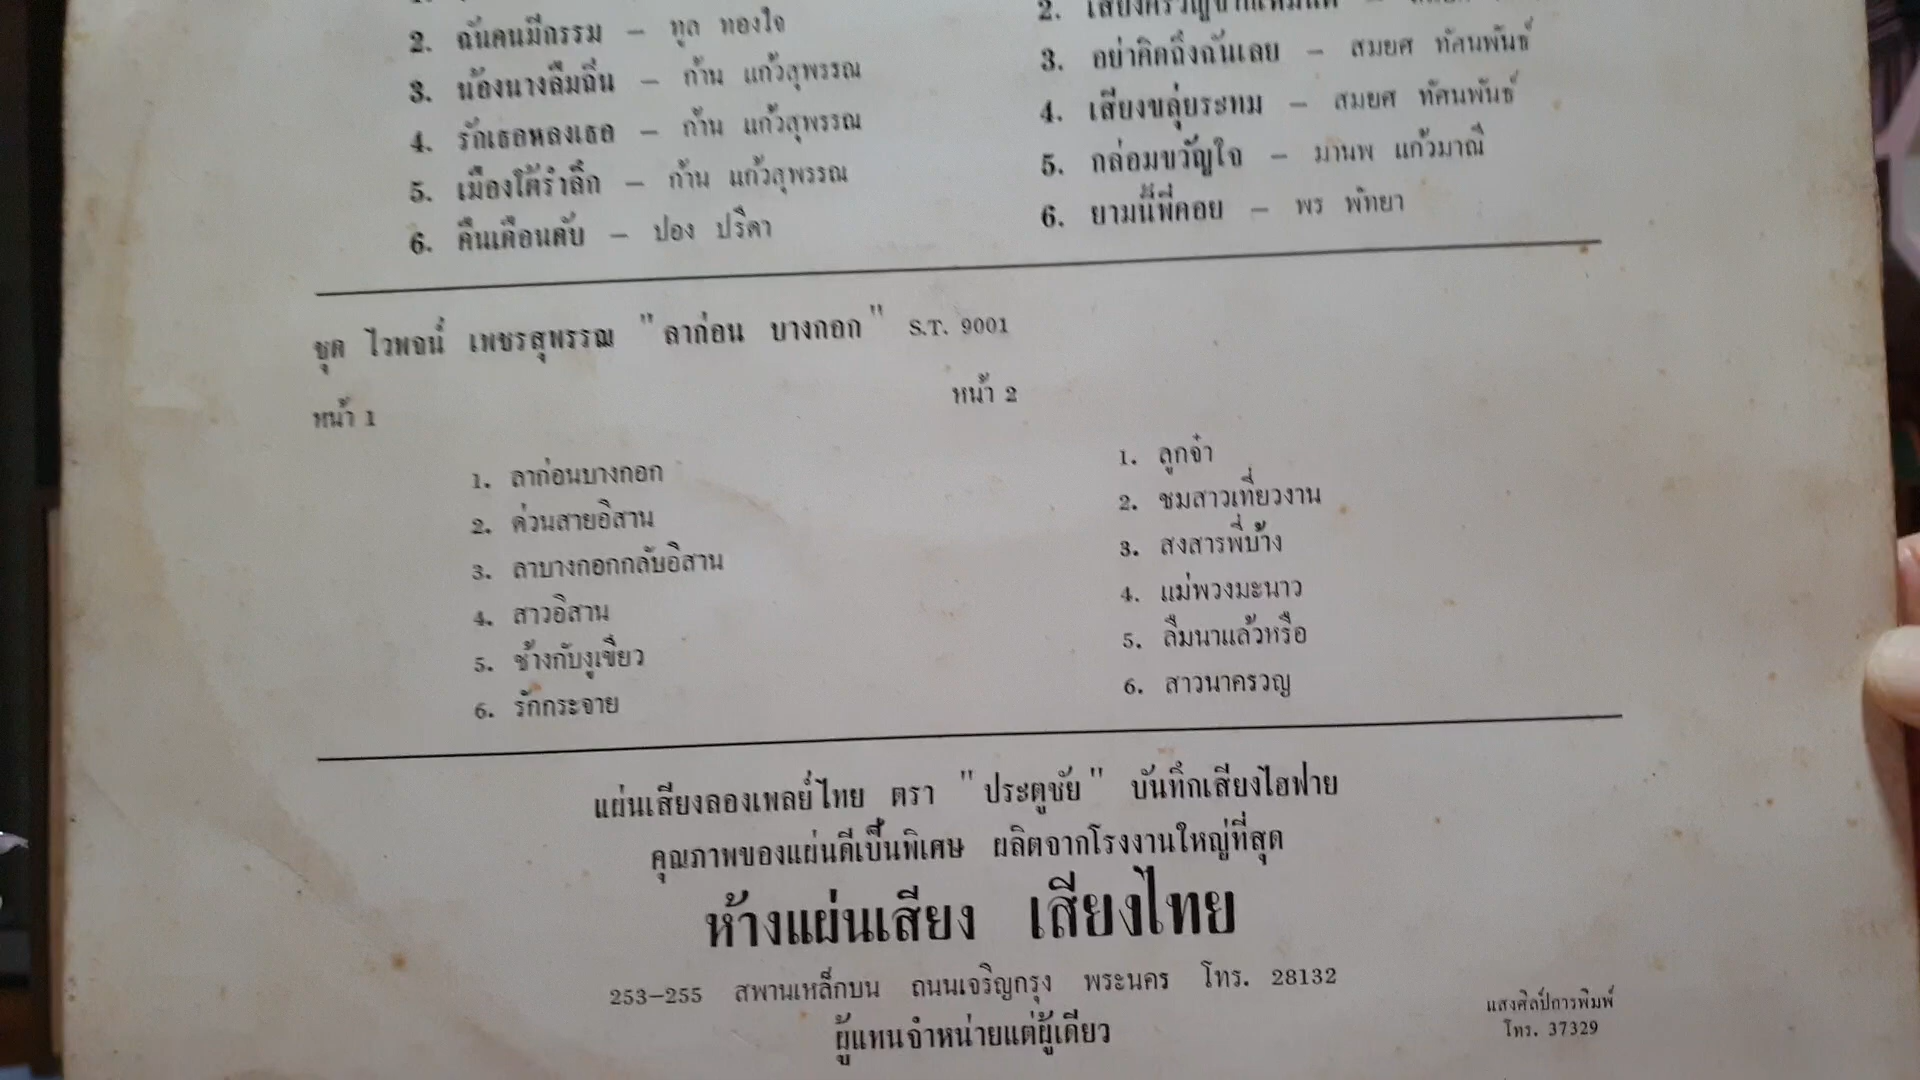 2. ฉันคนมีกรรม – ทูล ทองใจ
3. น้องนางลืมถิ่น – ก้าน แก้วสุพรรณ
4. รักเธอหลงเธอ – ก้าน แก้วสุพรรณ
5. เมืองใต้รำลึก – ก้าน แก้วสุพรรณ
6. คืนเดือนดับ – ปอง ปรีดา
2.
3. อย่าคิดถึงฉันเลย – สมยศ ทัศนพันธ์
4. เสียงขลุ่ยระทม – สมยศ ทัศนพันธ์
5. กล่อมขวัญใจ – มานพ แก้วมาณี
6. ยามนี้พี่คอย – พร พัทยา
ชุด ไวพจน์ เพชรสุพรรณ "ลาก่อน บางกอก" S.T. 9001
หน้า 1
1. ลาก่อนบางกอก
2. ด่วนสายอิสาน
3. ลาบางกอกกลับอิสาน
4. สาวอิสาน
5. ช้างกับงูเขียว
6. รักกระจาย
หน้า 2
1. ลูกจ๋า
2. ชมสาวเที่ยวงาน
3. สงสารพี่บ้าง
4. แม่พวงมะนาว
5. ลืมนาแล้วหรือ
6. สาวนาครวญ
แผ่นเสียงลองเพลย์ไทย ตรา "ประตูชัย" บันทึกเสียงไฮฟาย
คุณภาพของแผ่นดีเป็นพิเศษ ผลิตจากโรงงานใหญ่ที่สุด
ห้างแผ่นเสียง เสียงไทย
253–255 สพานเหล็กบน ถนนเจริญกรุง พระนคร โทร. 28132
ผู้แทนจำหน่ายแต่ผู้เดียว
แสงศิลป์การพิมพ์
โทร. 37329